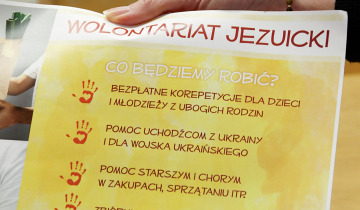 WOLONTARIAT JEZUICKI
CO BĘDZIEMY ROBIĆ?
BEZPŁATNE KOREPETYCJE DLA DZIECI
I MŁODZIEŻY Z UBOGICH RODZIN
POMOC UCHODŹCOM Z UKRAINY
I DLA WOJSKA UKRAIŃSKIEGO
POMOC STARSZYM I CHORYM
W ZAKUPACH, SPRZĄTANIU ITR